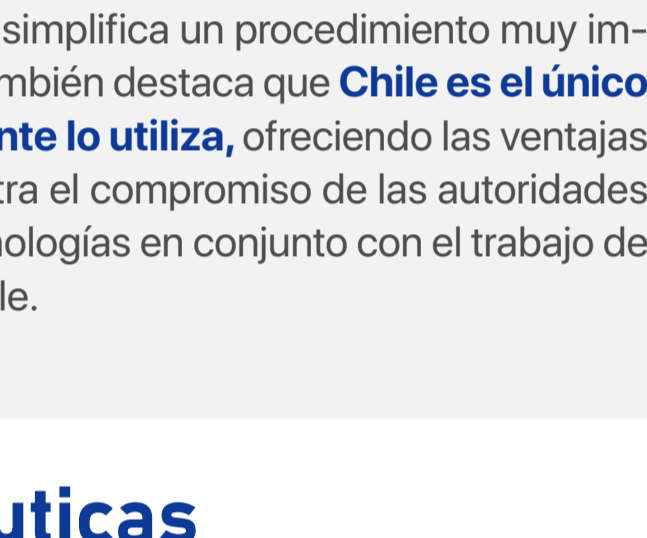 simplifica un procedimiento muy im-
mbién destaca que Chile es el único
nte lo utiliza, ofreciendo las ventajas
tra el compromiso de las autoridades
ologías en conjunto con el trabajo de
le.
uticas